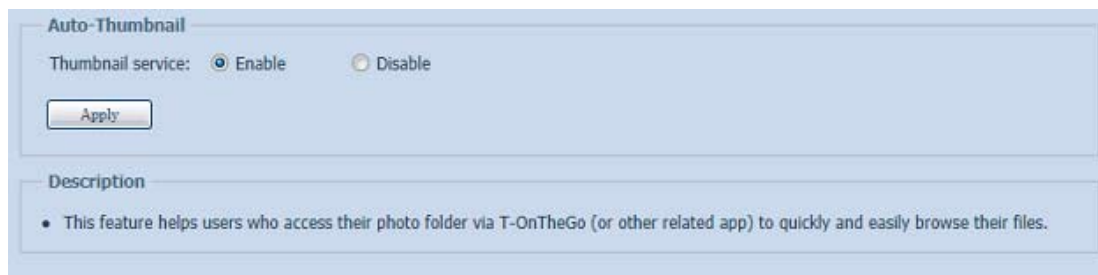 Auto-Thumbnail
Thumbnail service: Enable Disable
Apply
Description
• This feature helps users who access their photo folder via T-OnTheGo (or other related app) to quickly and easily browse their files.